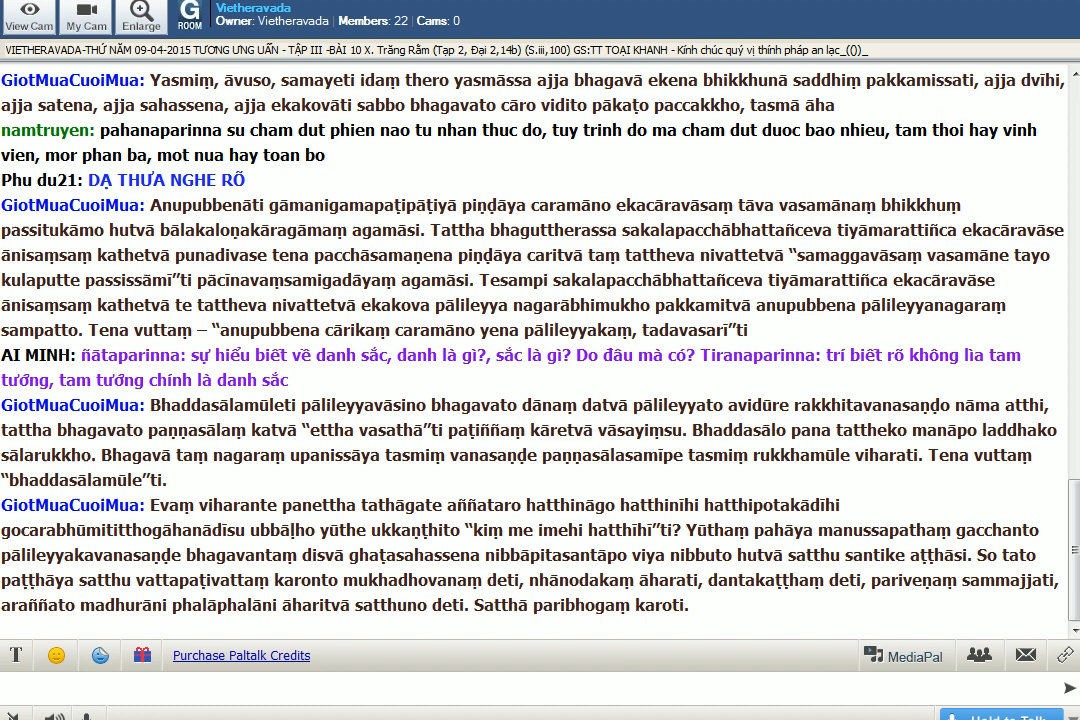 Vietheravada
View Cam My Cam Enlarge G ROOM Owner: Vietheravada | Members: 22 | Cams: 0
VIETHERAVADA-THỨ NĂM 09-04-2015 TƯƠNG ƯNG UẨN - TẬP III -BÀI 10 X. Trăng Rằm (Tạp 2, Đại 2,14b) (S.iii,100) GS:TT TOẠI KHANH - Kính chúc quý vị thính pháp an lạc_(())_
GiotMuaCuoiMua: Yasmiṃ, āvuso, samayeti idaṃ thero yasmāssa ajja bhagavā ekena bhikkhunā saddhiṃ pakkamissati, ajja dvīhi,
ajja satena, ajja sahassena, ajja ekakovāti sabbo bhagavato cāro vidito pākaṭo paccakkho, tasmā āha
namtruyen: pahanaparinna su cham dut phien nao tu nhan thuc do, tuy trinh do ma cham dut duoc bao nhieu, tam thoi hay vinh
vien, mor phan ba, mot nua hay toan bo
Phu du21: DẠ THƯA NGHE RÕ
GiotMuaCuoiMua: Anupubbenāti gāmanigamapaṭipāṭiyā piṇḍāya caramāno ekacāravāsaṃ tāva vasamānaṃ bhikkhuṃ
passitukāmo hutvā bālakaloṇakāragāmaṃ agamāsi. Tattha bhaguttherassa sakalapacchābhattañceva tiyāmarattiñca ekacāravāse
ānisaṃsaṃ kathetvā punadivase tena pacchāsamaṇena piṇḍāya caritvā taṃ tattheva nivattetvā “samaggavāsaṃ vasamāne tayo
kulaputte passissāmī”ti pācīnavaṃsamigadāyaṃ agamāsi. Tesampi sakalapacchābhattañceva tiyāmarattiñca ekacāravāse
ānisaṃsaṃ kathetvā te tattheva nivattetvā ekakova pālileyya nagarābhimukho pakkamitvā anupubbena pālileyyanagaraṃ
sampatto. Tena vuttaṃ – “anupubbena cārikaṃ caramāno yena pālileyyakaṃ, tadavasarī”ti
AI MINH: ñātaparinna: sự hiểu biết về danh sắc, danh là gì?, sắc là gì? Do đâu mà có? Tiranaparinna: trí biết rõ không lìa tam
tướng, tam tướng chính là danh sắc
GiotMuaCuoiMua: Bhaddasālamūleti pālileyyavāsino bhagavato dānaṃ datvā pālileyyato avidūre rakkhitavanasaṇḍo nāma atthi,
tattha bhagavato paṇṇasālaṃ katvā “ettha vasathā”ti paṭiññaṃ kāretvā vāsayiṃsu. Bhaddasālo pana tattheko manāpo laddhako
sālarukkho. Bhagavā taṃ nagaraṃ upanissāya tasmiṃ vanasaṇḍe paṇṇasālasamīpe tasmiṃ rukkhamūle viharati. Tena vuttaṃ
“bhaddasālamūle”ti.
GiotMuaCuoiMua: Evaṃ viharante panettha tathāgate aññataro hatthināgo hatthinīhi hatthipotakādīhi
gocarabhūmitittthogāhanādīsu ubbāḷho yūthe ukkaṇṭhito “kiṃ me imehi hatthīhī”ti? Yūthaṃ pahāya manussapathaṃ gacchanto
pālileyyakavanasaṇḍe bhagavantaṃ disvā ghaṭasahassena nibbāpitasantāpo viya nibbuto hutvā satthu santike aṭṭhāsi. So tato
paṭṭhāya satthu vattapaṭivattaṃ karonto mukhadhovanaṃ deti, nhānodakaṃ āharati, dantakaṭṭhaṃ deti, pariveṇaṃ sammajjati,
araññato madhurāni phalāphalāni āharitvā satthuno deti. Satthā paribhogaṃ karoti.
T Purchase Paltalk Credits MediaPal
Hold to Talk